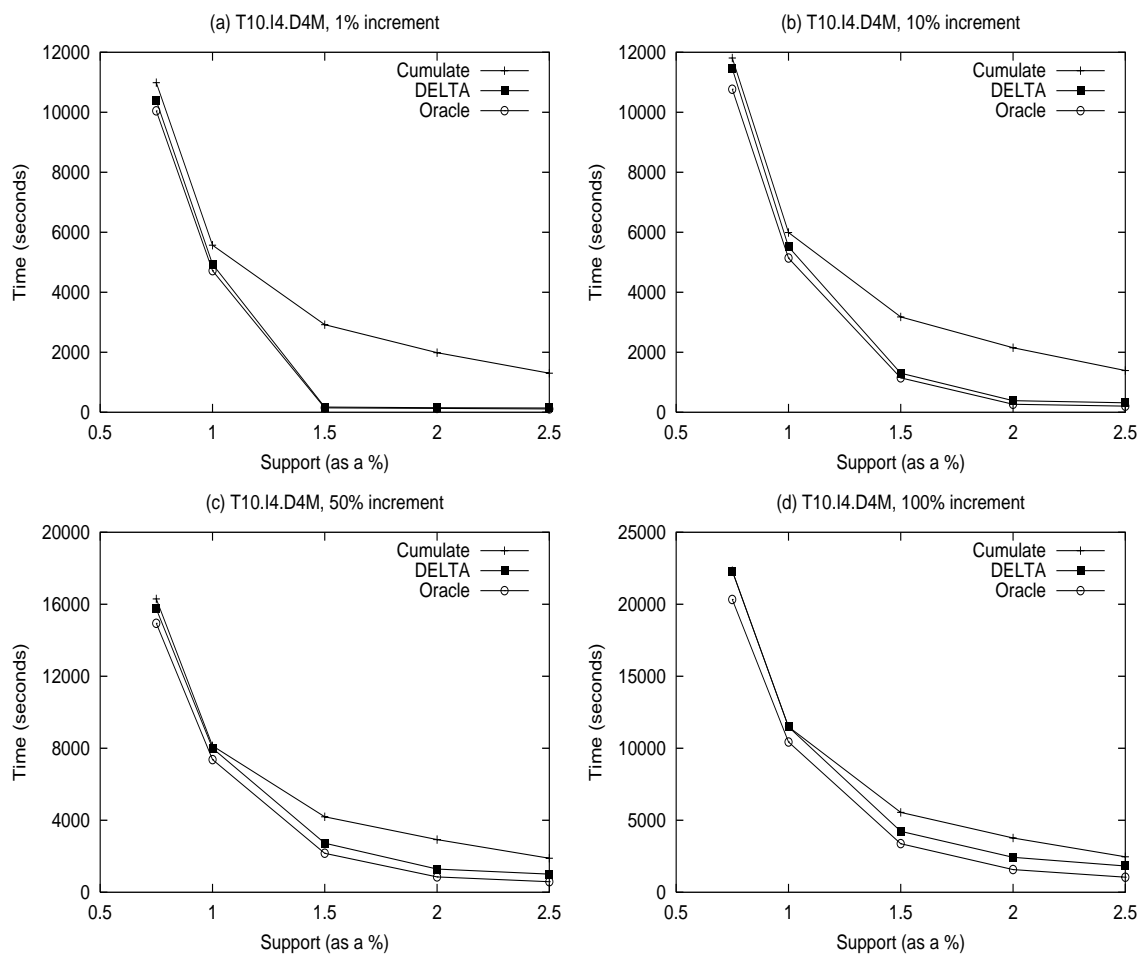 (a) T10.I4.D4M, 1% increment
12000
10000
8000
6000
4000
2000
0
Time (seconds)
Cumulate
DELTA
Oracle
0.5 1 1.5 2 2.5
Support (as a %)
(b) T10.I4.D4M, 10% increment
12000
10000
8000
6000
4000
2000
0
Time (seconds)
Cumulate
DELTA
Oracle
0.5 1 1.5 2 2.5
Support (as a %)
(c) T10.I4.D4M, 50% increment
20000
16000
12000
8000
4000
0
Time (seconds)
Cumulate
DELTA
Oracle
0.5 1 1.5 2 2.5
Support (as a %)
(d) T10.I4.D4M, 100% increment
25000
20000
15000
10000
5000
0
Time (seconds)
Cumulate
DELTA
Oracle
0.5 1 1.5 2 2.5
Support (as a %)